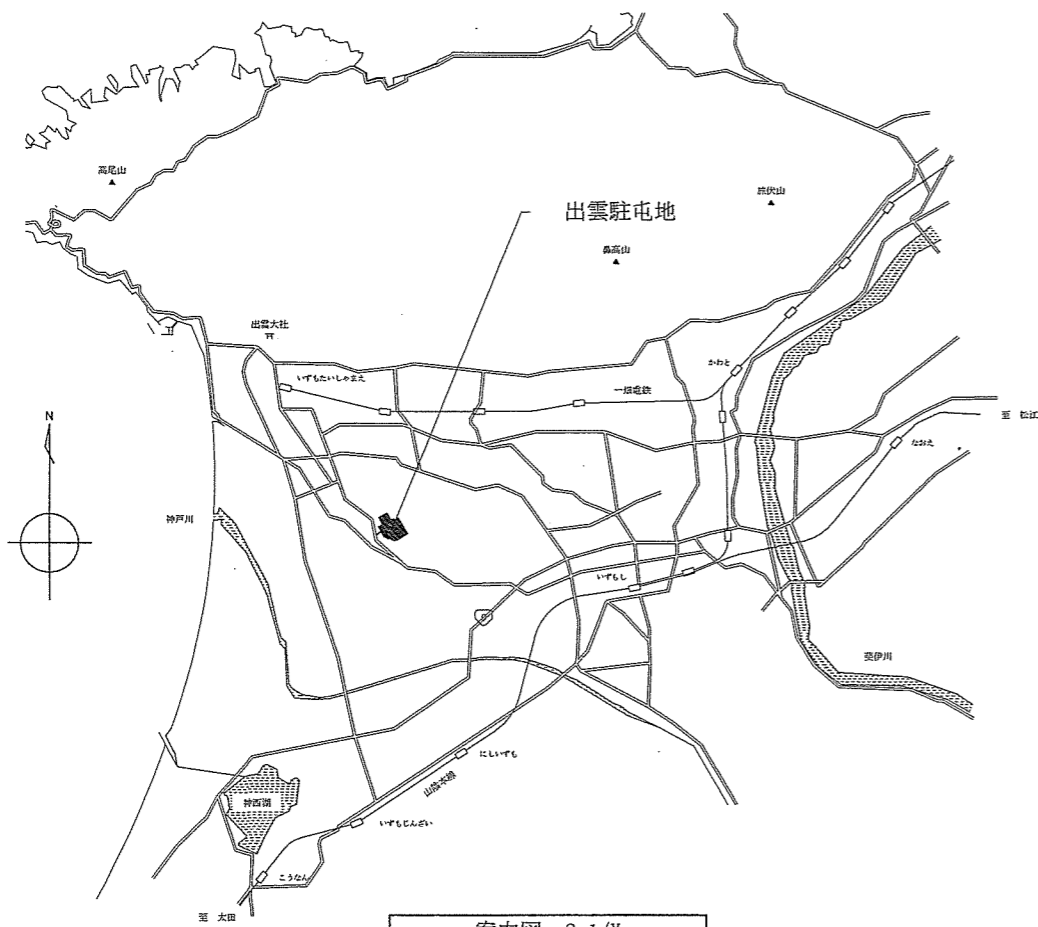 高尾山
旅伏山
出雲駐屯地
鼻高山
出雲大社
いずもたいしゃまえ
一畑電鉄
かわと
至 松江
なおえ
N
神戸川
いずもし
斐伊川
にしいずも
山陰本線
神西湖
いずもじんざい
こうなん
至 太田